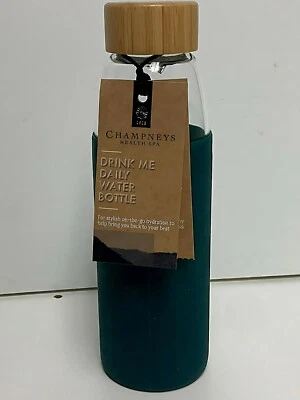 1925
CHAMPNEYS
HEALTH SPA
DRINK ME
DAILY
WATER
BOTTLE
For stylish on-the-go hydration to
help bring you back to your best